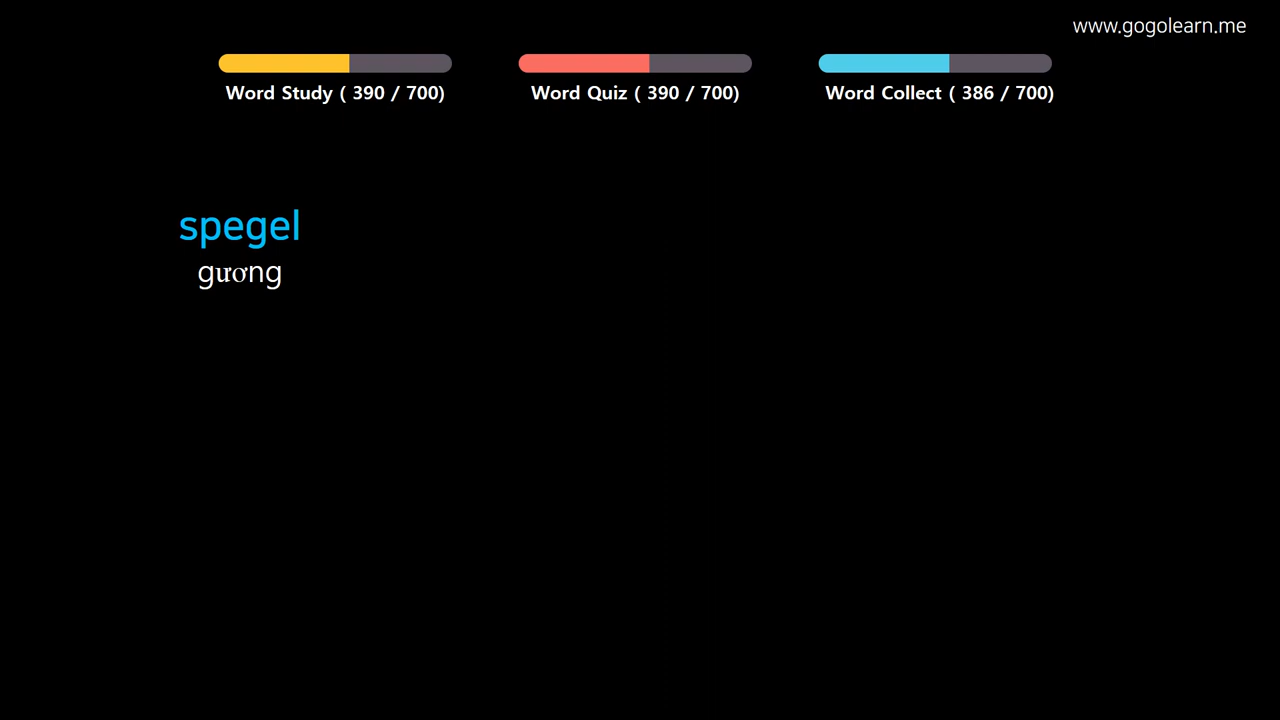 www.gogolearn.me
Word Study ( 390 / 700)
Word Quiz ( 390 / 700)
Word Collect ( 386 / 700)
spegel
gương